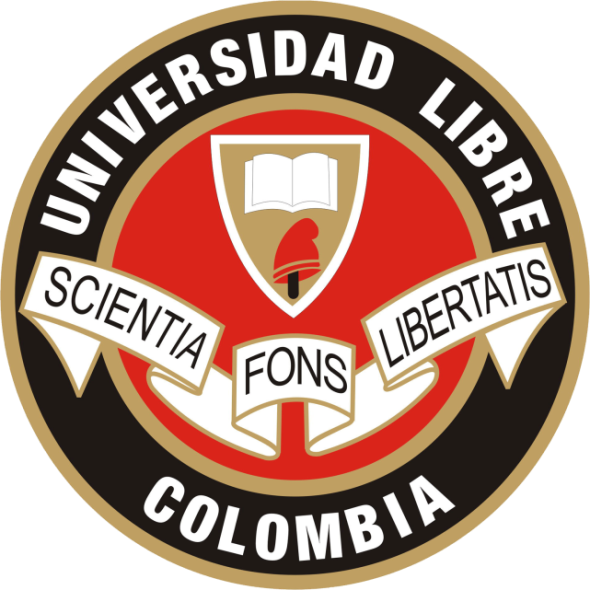 UNIVERSIDAD LIBRE
SCIENTIA
FONS
LIBERTATIS
COLOMBIA